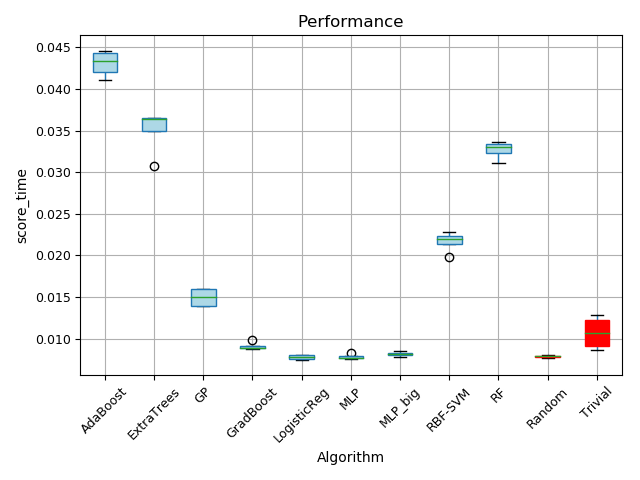 Performance
score_time
0.045
0.040
0.035
0.030
0.025
0.020
0.015
0.010
AdaBoost
ExtraTrees
GP
GradBoost
LogisticReg
MLP
MLP_big
RBF-SVM
RF
Random
Trivial
Algorithm